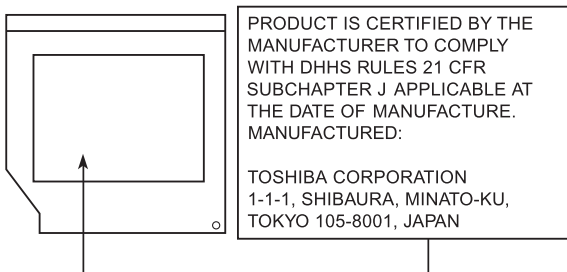 PRODUCT IS CERTIFIED BY THE
MANUFACTURER TO COMPLY
WITH DHHS RULES 21 CFR
SUBCHAPTER J APPLICABLE AT
THE DATE OF MANUFACTURE.
MANUFACTURED:
TOSHIBA CORPORATION
1-1-1, SHIBAURA, MINATO-KU,
TOKYO 105-8001, JAPAN